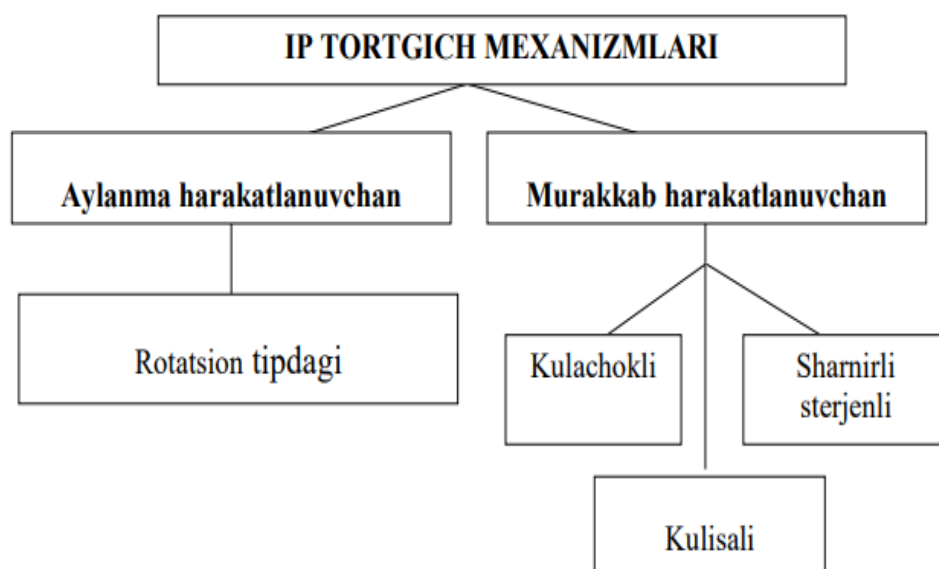 IP TORTGICH MEXANIZMLARI
Aylanma harakatlanuvchan
Murakkab harakatlanuvchan
Rotatsion tipdagi
Kulachokli
Sharnirli
sterjenli
Kulisali